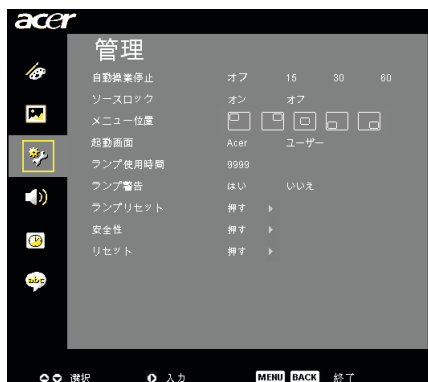 acer
管理
自動操業停止 オフ 15 30 60
ソースロック オン オフ
メニュー位置
起動画面 Acer ユーザー
ランプ使用時間 9999
ランプ警告 はい いいえ
ランプリセット 押す
安全性 押す
リセット 押す
abc
選択 入力 MENU BACK 終了